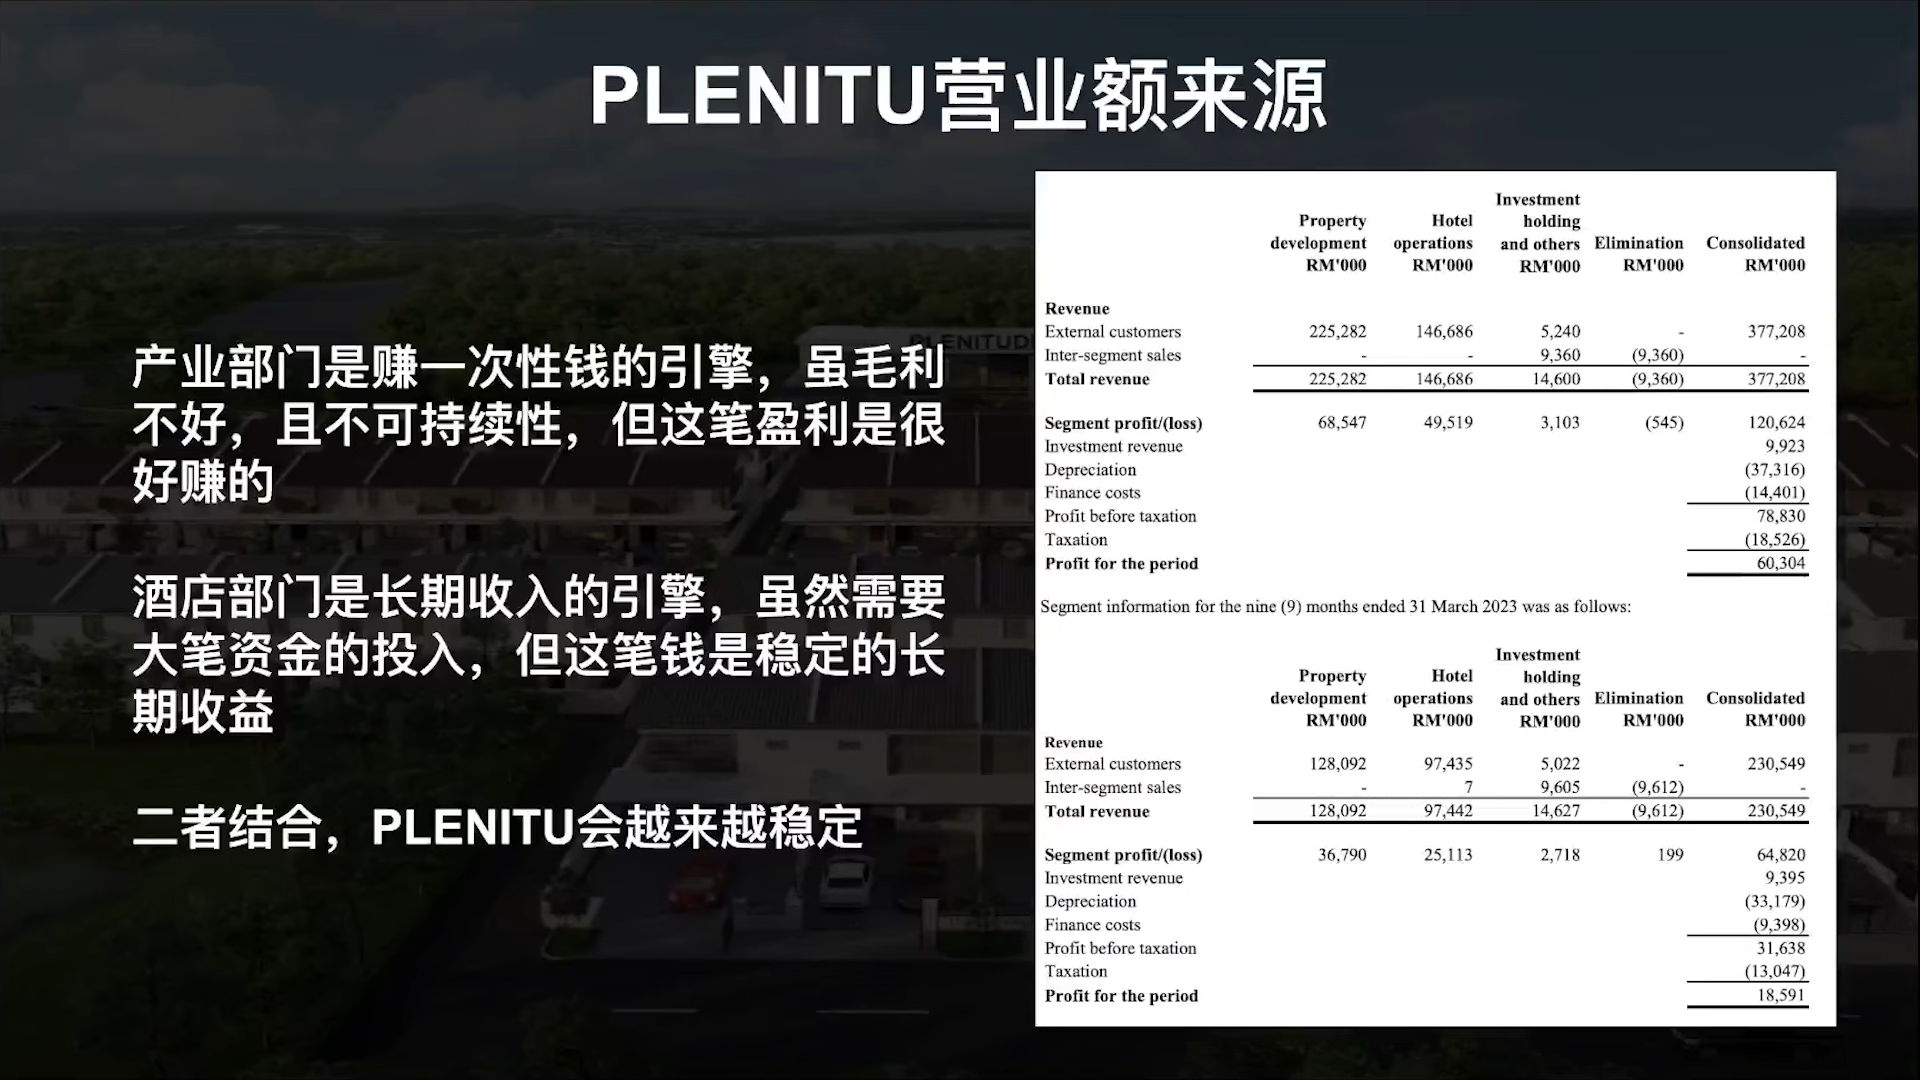 PLENITU营业额来源
产业部门是赚一次性钱的引擎，虽毛利
不好，且不可持续性，但这笔盈利是很
好赚的
酒店部门是长期收入的引擎，虽然需要
大笔资金的投入，但这笔钱是稳定的长
期收益
二者结合，PLENITU会越来越稳定
Investment
Property Hotel holding
development operations and others Elimination Consolidated
RM'000 RM'000 RM'000 RM'000 RM'000
Revenue
External customers 225,282 146,686 5,240 - 377,208
Inter-segment sales - - 9,360 (9,360) -
Total revenue 225,282 146,686 14,600 (9,360) 377,208
Segment profit/(loss) 68,547 49,519 3,103 (545) 120,624
Investment revenue 9,923
Depreciation (37,316)
Finance costs (14,401)
Profit before taxation 78,830
Taxation (18,526)
Profit for the period 60,304
Segment information for the nine (9) months ended 31 March 2023 was as follows:
Investment
Property Hotel holding
development operations and others Elimination Consolidated
RM'000 RM'000 RM'000 RM'000 RM'000
Revenue
External customers 128,092 97,435 5,022 - 230,549
Inter-segment sales - 7 9,605 (9,612) -
Total revenue 128,092 97,442 14,627 (9,612) 230,549
Segment profit/(loss) 36,790 25,113 2,718 199 64,820
Investment revenue 9,395
Depreciation (33,179)
Finance costs (9,398)
Profit before taxation 31,638
Taxation (13,047)
Profit for the period 18,591